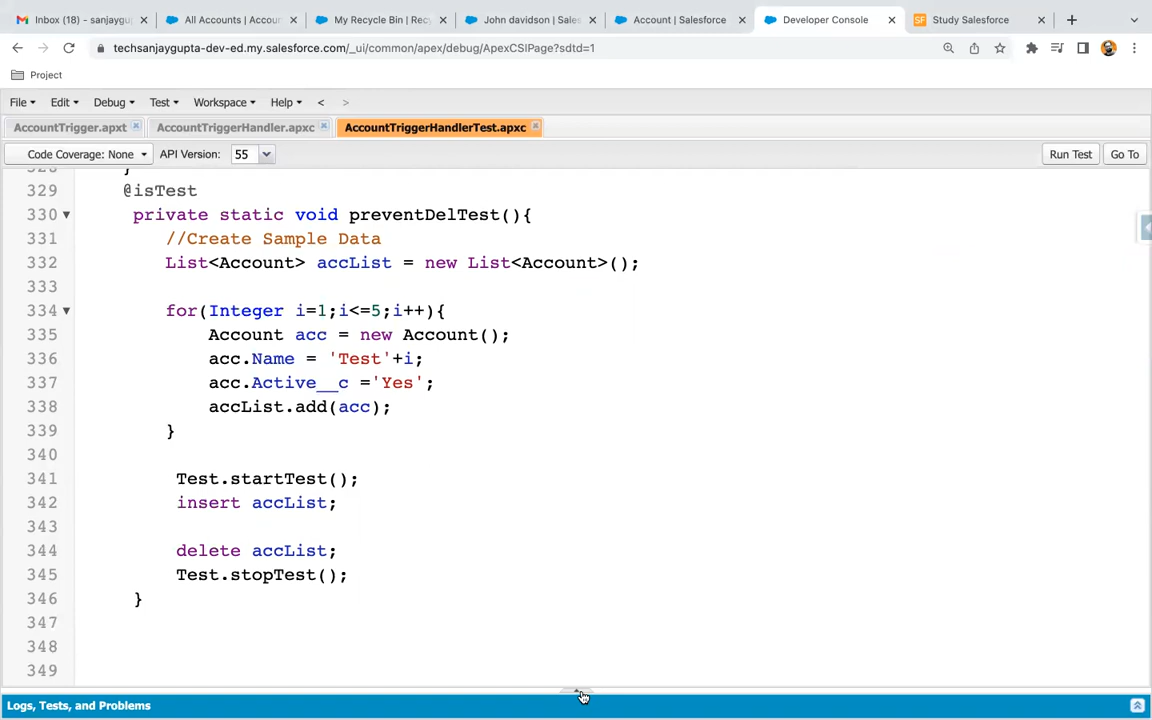 Inbox (18) - sanjaygu
All Accounts | Accour
My Recycle Bin | Recy
John davidson | Sales
Account | Salesforce
Developer Console
Study Salesforce
techsanjaygupta-dev-ed.my.salesforce.com/_ui/common/apex/debug/ApexCSIPage?sdtd=1
Project
File Edit Debug Test Workspace Help < >
AccountTrigger.apxt AccountTriggerHandler.apxc AccountTriggerHandlerTest.apxc
Code Coverage: None API Version: 55 Run Test Go To
328 }
329 @isTest
330 private static void preventDelTest(){
331 //Create Sample Data
332 List<Account> accList = new List<Account>();
333
334 for(Integer i=1;i<=5;i++){
335 Account acc = new Account();
336 acc.Name = 'Test'+i;
337 acc.Active__c ='Yes';
338 accList.add(acc);
339 }
340
341 Test.startTest();
342 insert accList;
343
344 delete accList;
345 Test.stopTest();
346 }
347
348
349
Logs, Tests, and Problems